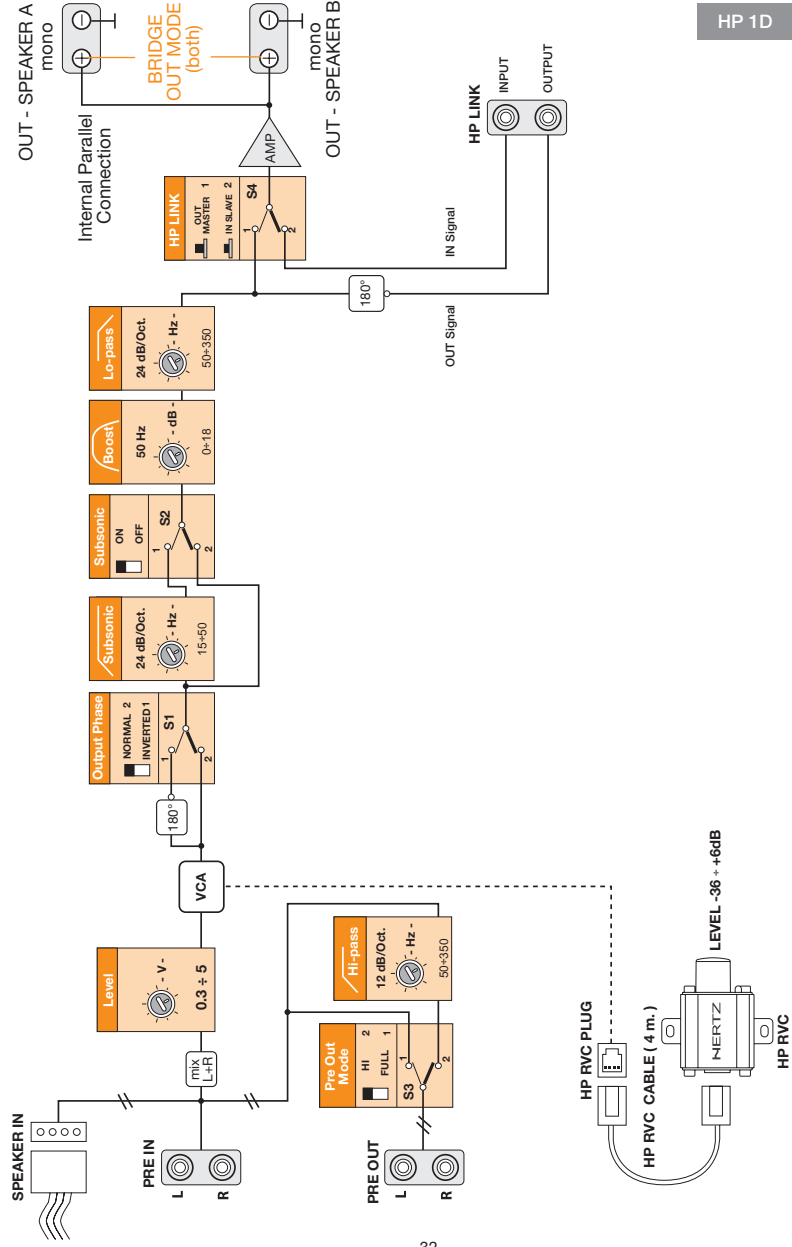 HP 1D
SPEAKER IN
PRE IN
L
R
PRE OUT
L
R
mix
L+R
Level
- V -
0.3 ÷ 5
VCA
180°
Output Phase
NORMAL 2
INVERTED 1
S1
1
2
Subsonic
24 dB/Oct.
- Hz -
15÷50
Subsonic
ON
OFF
S2
1
2
Boost
50 Hz
- dB -
0÷18
Lo-pass
24 dB/Oct.
- Hz -
50÷350
HP LINK
OUT
MASTER 1
IN SLAVE 2
S4
1
2
AMP
Internal Parallel
Connection
OUT - SPEAKER A
mono
BRIDGE
OUT MODE
(both)
mono
OUT - SPEAKER B
180°
OUT Signal
IN Signal
HP LINK
INPUT
OUTPUT
Pre Out
Mode
HI 2
FULL 1
S3
1
2
Hi-pass
12 dB/Oct.
- Hz -
50÷350
HP RVC PLUG
HP RVC CABLE ( 4 m. )
HERTZ
LEVEL -36 ÷ +6dB
HP RVC
32